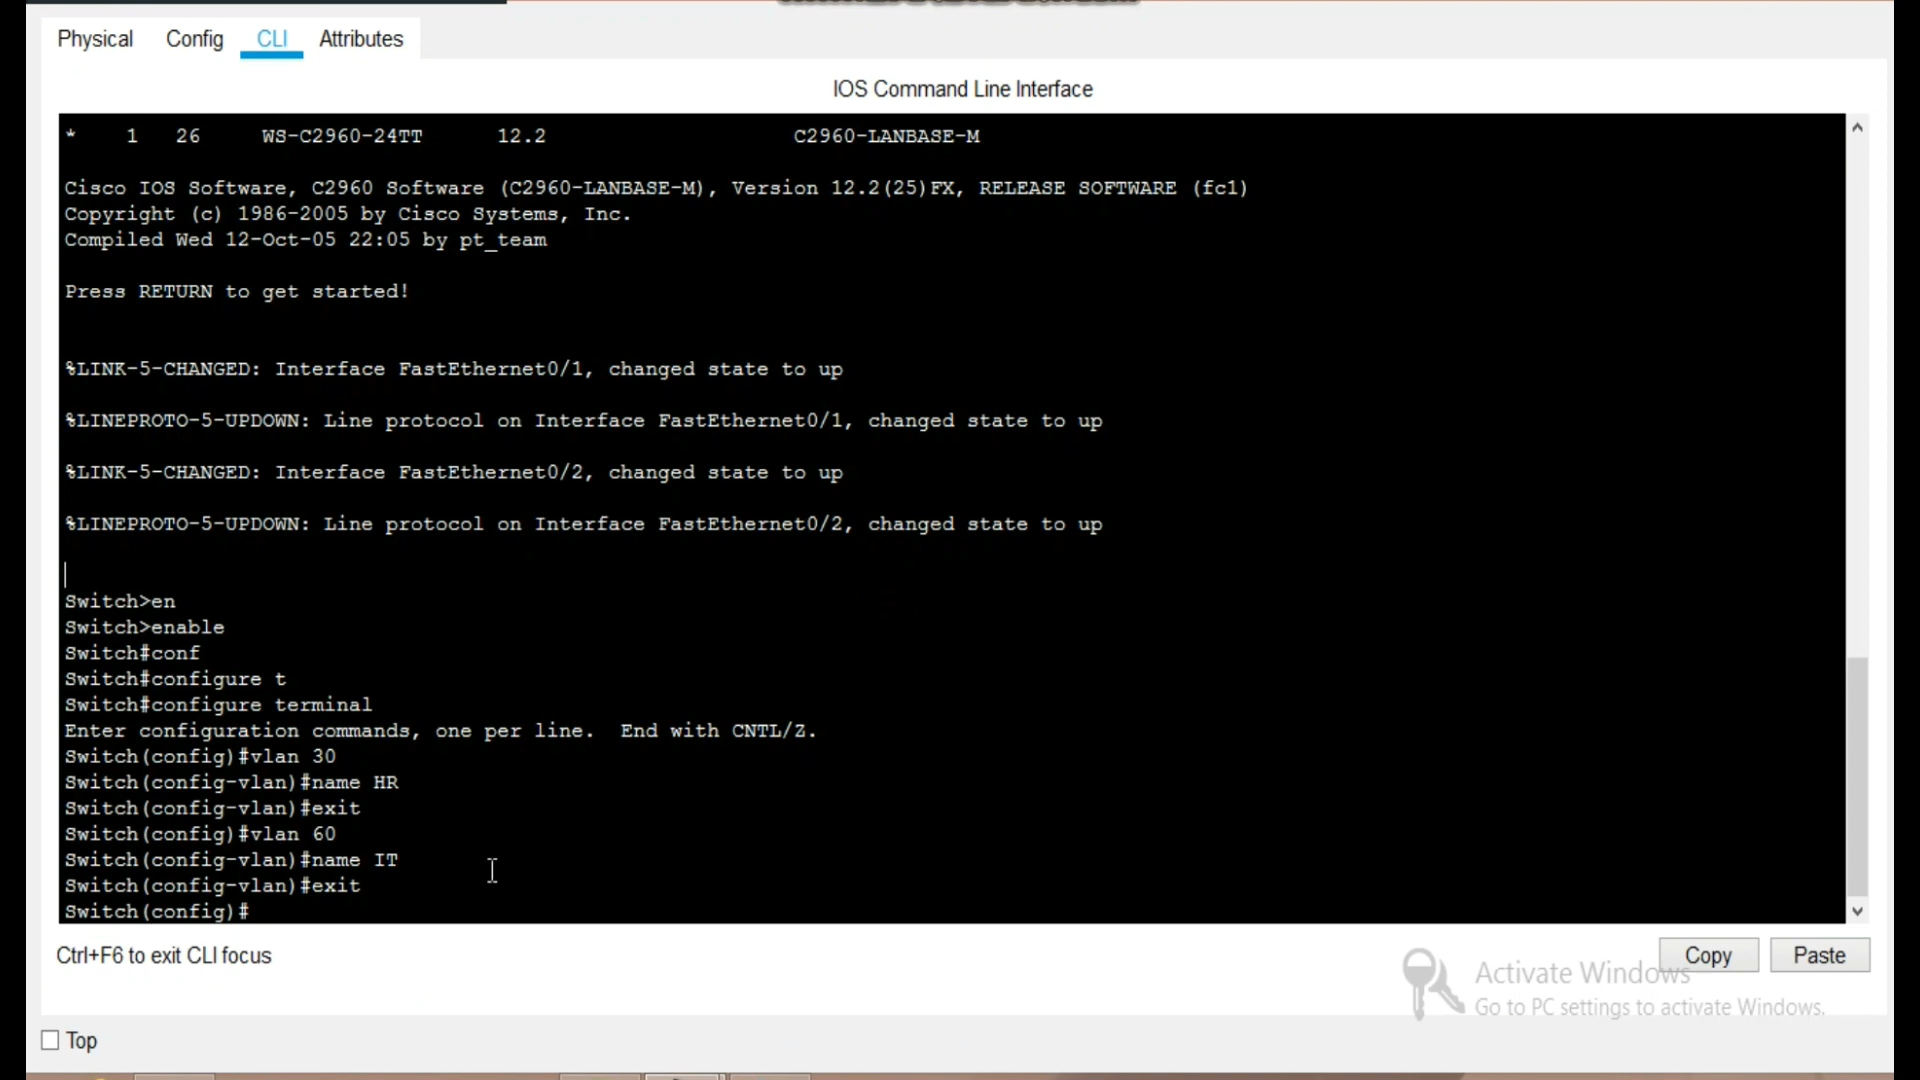 Physical Config CLI Attributes
IOS Command Line Interface
* 1 26 WS-C2960-24TT 12.2 C2960-LANBASE-M
Cisco IOS Software, C2960 Software (C2960-LANBASE-M), Version 12.2(25)FX, RELEASE SOFTWARE (fc1)
Copyright (c) 1986-2005 by Cisco Systems, Inc.
Compiled Wed 12-Oct-05 22:05 by pt_team
Press RETURN to get started!
%LINK-5-CHANGED: Interface FastEthernet0/1, changed state to up
%LINEPROTO-5-UPDOWN: Line protocol on Interface FastEthernet0/1, changed state to up
%LINK-5-CHANGED: Interface FastEthernet0/2, changed state to up
%LINEPROTO-5-UPDOWN: Line protocol on Interface FastEthernet0/2, changed state to up
Switch>en
Switch>enable
Switch#conf
Switch#configure t
Switch#configure terminal
Enter configuration commands, one per line. End with CNTL/Z.
Switch(config)#vlan 30
Switch(config-vlan)#name HR
Switch(config-vlan)#exit
Switch(config)#vlan 60
Switch(config-vlan)#name IT
Switch(config-vlan)#exit
Switch(config)#
Ctrl+F6 to exit CLI focus
Copy Paste
Activate Windows
Go to PC settings to activate Windows.
Top